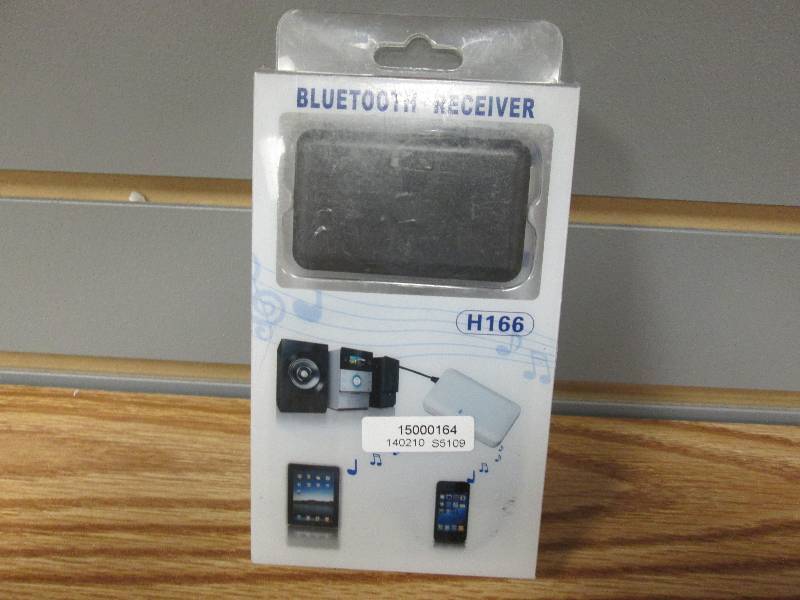 BLUETOOTH RECEIVER
H166
15000164
140210 S5109